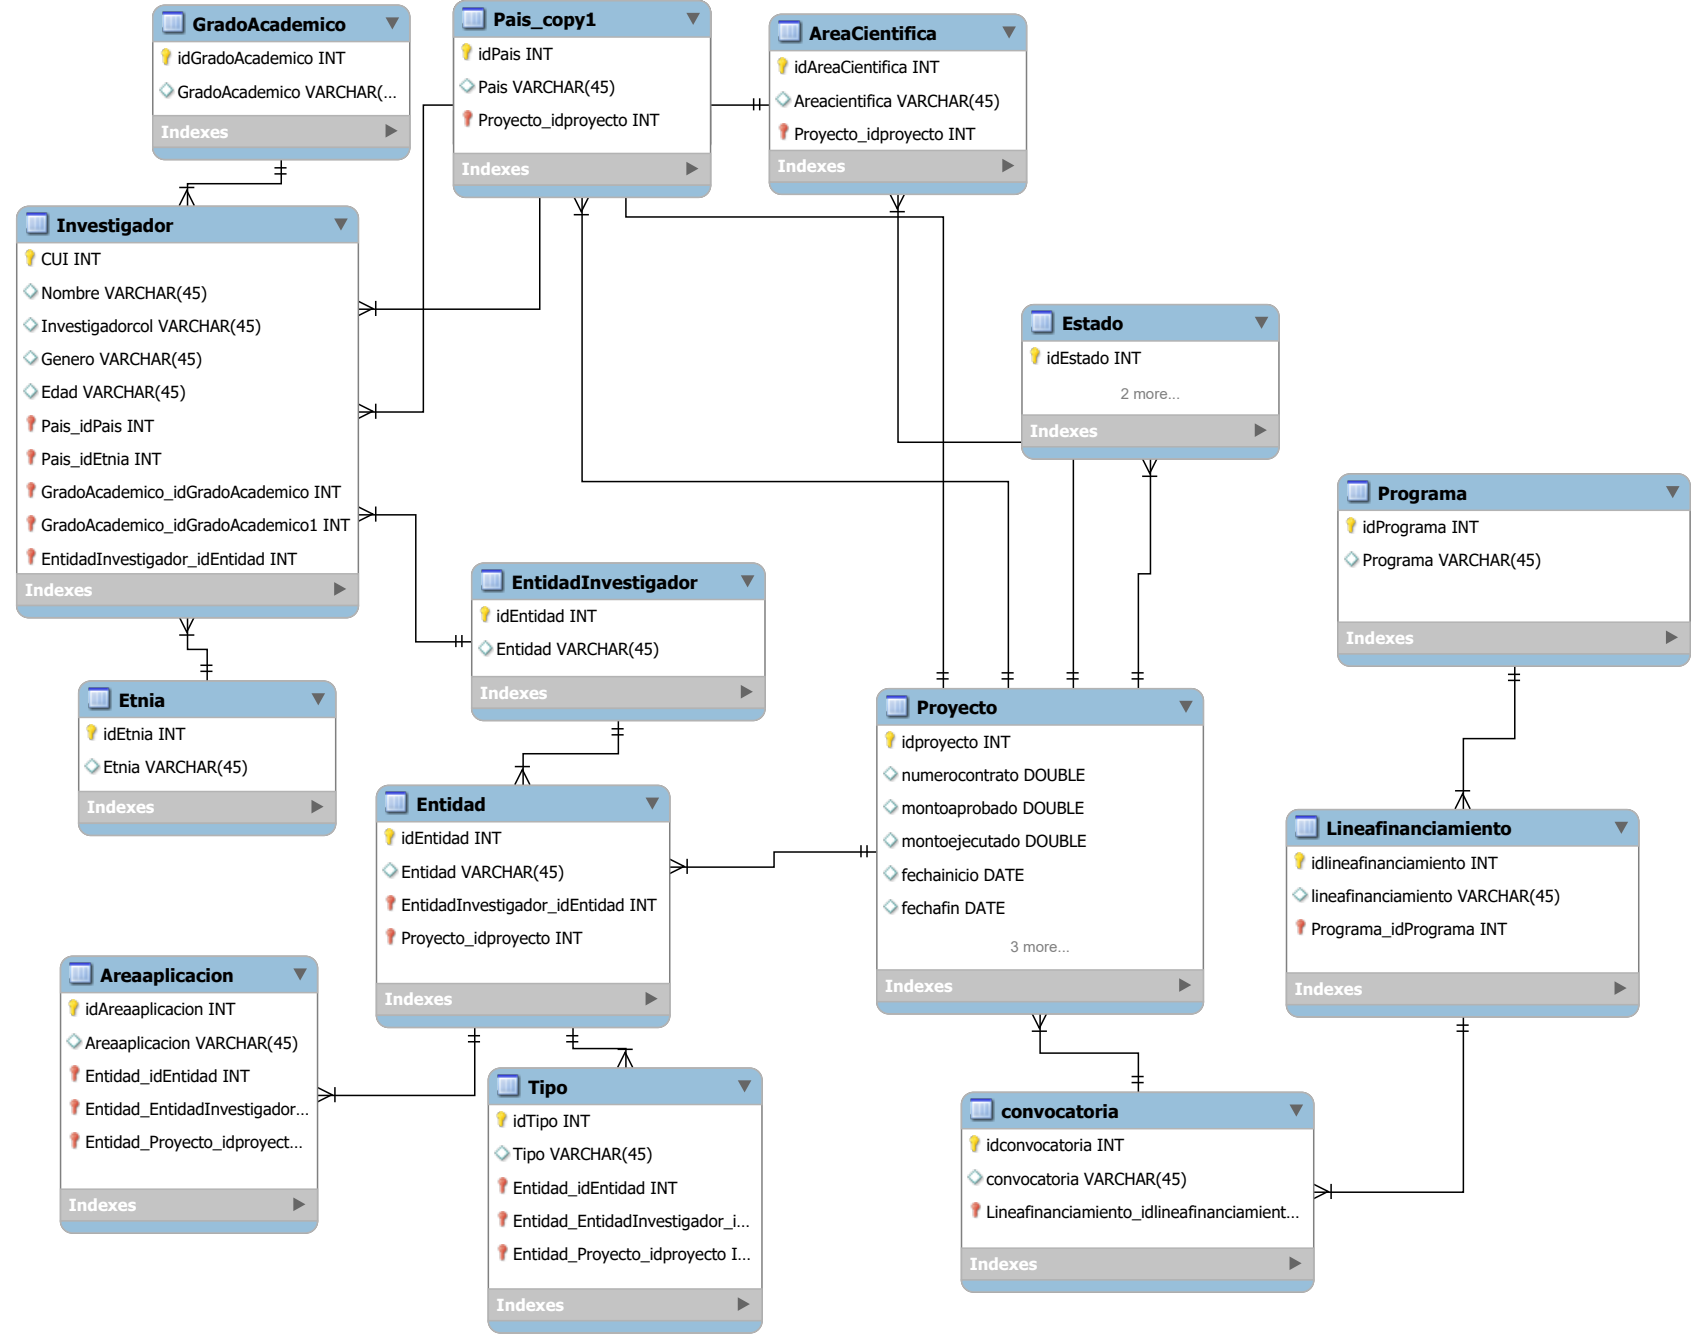 GradoAcademico
idGradoAcademico INT
GradoAcademico VARCHAR(...
Indexes
Pais_copy1
idPais INT
Pais VARCHAR(45)
Proyecto_idproyecto INT
Indexes
AreaCientifica
idAreaCientifica INT
Areacientifica VARCHAR(45)
Proyecto_idproyecto INT
Indexes
Investigador
CUI INT
Nombre VARCHAR(45)
Investigadorcol VARCHAR(45)
Genero VARCHAR(45)
Edad VARCHAR(45)
Pais_idPais INT
Pais_idEtnia INT
GradoAcademico_idGradoAcademico INT
GradoAcademico_idGradoAcademico1 INT
EntidadInvestigador_idEntidad INT
Indexes
Estado
idEstado INT
2 more...
Indexes
Programa
idPrograma INT
Programa VARCHAR(45)
Indexes
EntidadInvestigador
idEntidad INT
Entidad VARCHAR(45)
Indexes
Etnia
idEtnia INT
Etnia VARCHAR(45)
Indexes
Proyecto
idproyecto INT
numerocontrato DOUBLE
montoaprobado DOUBLE
montoejecutado DOUBLE
fechainicio DATE
fechafin DATE
3 more...
Indexes
Entidad
idEntidad INT
Entidad VARCHAR(45)
EntidadInvestigador_idEntidad INT
Proyecto_idproyecto INT
Indexes
Lineafinanciamiento
idlineafinanciamiento INT
lineafinanciamiento VARCHAR(45)
Programa_idPrograma INT
Indexes
Areaaplicacion
idAreaaplicacion INT
Areaaplicacion VARCHAR(45)
Entidad_idEntidad INT
Entidad_EntidadInvestigador...
Entidad_Proyecto_idproyect...
Indexes
Tipo
idTipo INT
Tipo VARCHAR(45)
Entidad_idEntidad INT
Entidad_EntidadInvestigador_i...
Entidad_Proyecto_idproyecto I...
Indexes
convocatoria
idconvocatoria INT
convocatoria VARCHAR(45)
Lineafinanciamiento_idlineafinanciamient...
Indexes